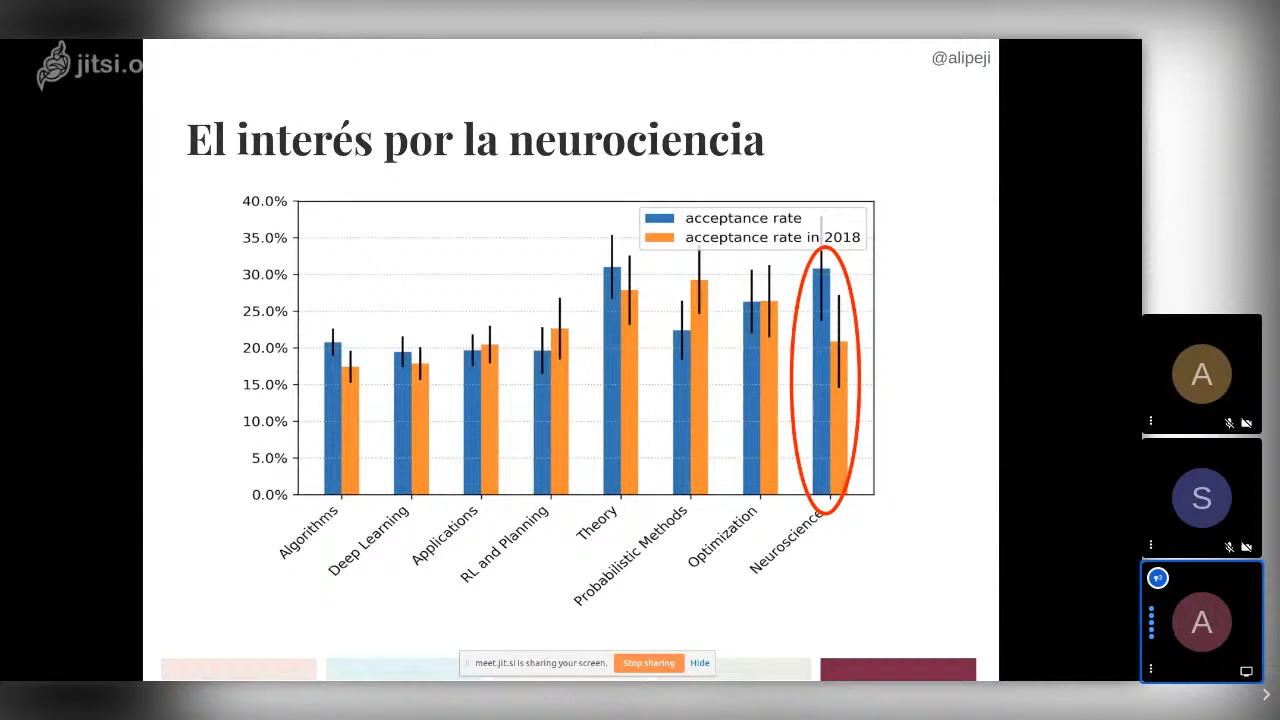 jitsi.o
@alipeji
El interés por la neurociencia
40.0%
35.0%
30.0%
25.0%
20.0%
15.0%
10.0%
5.0%
0.0%
acceptance rate
acceptance rate in 2018
Algorithms
Deep Learning
Applications
RL and Planning
Theory
Probabilistic Methods
Optimization
Neuroscience
A
S
A
meet.jit.si is sharing your screen.
Stop sharing
Hide